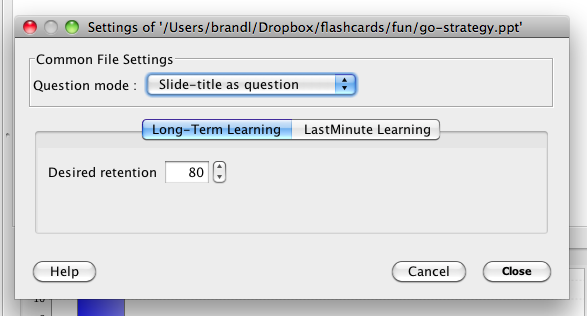 Settings of '/Users/brandl/Dropbox/flashcards/fun/go-strategy.ppt'
Common File Settings
Question mode : Slide-title as question
Long-Term Learning LastMinute Learning
Desired retention 80
Help Cancel Close